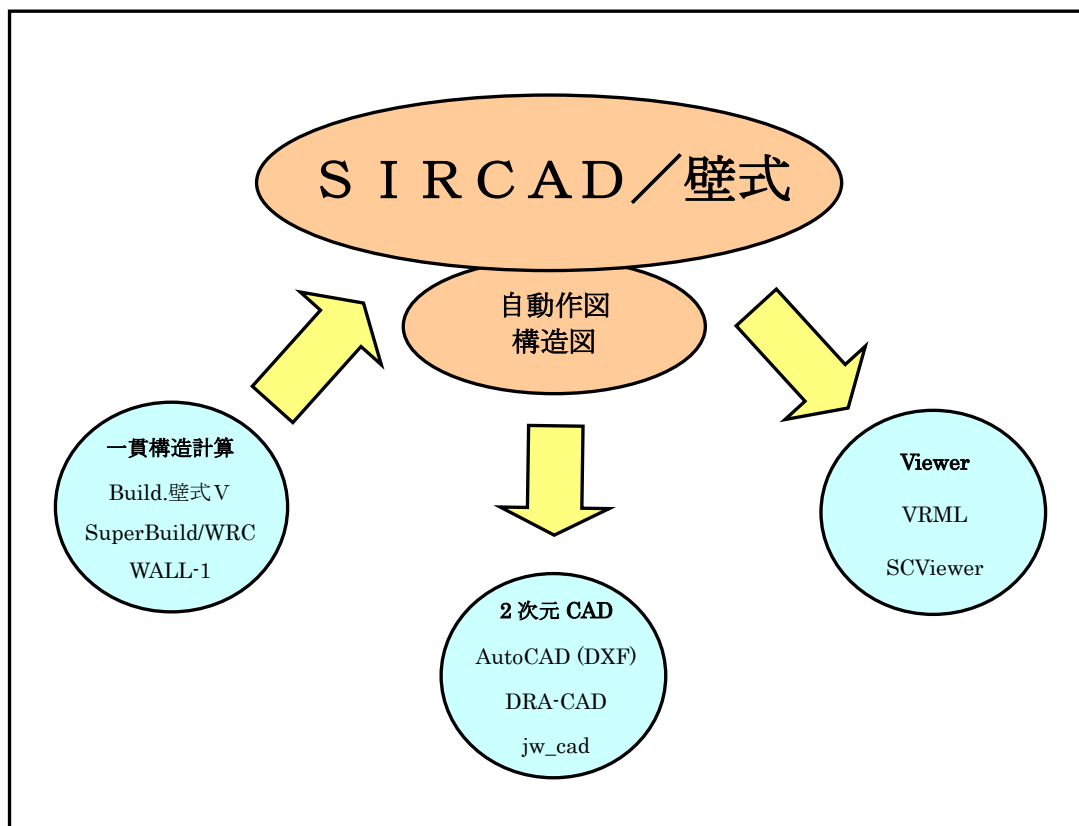 ＳＩＲＣＡＤ／壁式
自動作図
構造図
一貫構造計算
Build.壁式Ⅴ
SuperBuild/WRC
WALL-1
2 次元 CAD
AutoCAD (DXF)
DRA-CAD
jw_cad
Viewer
VRML
SCViewer